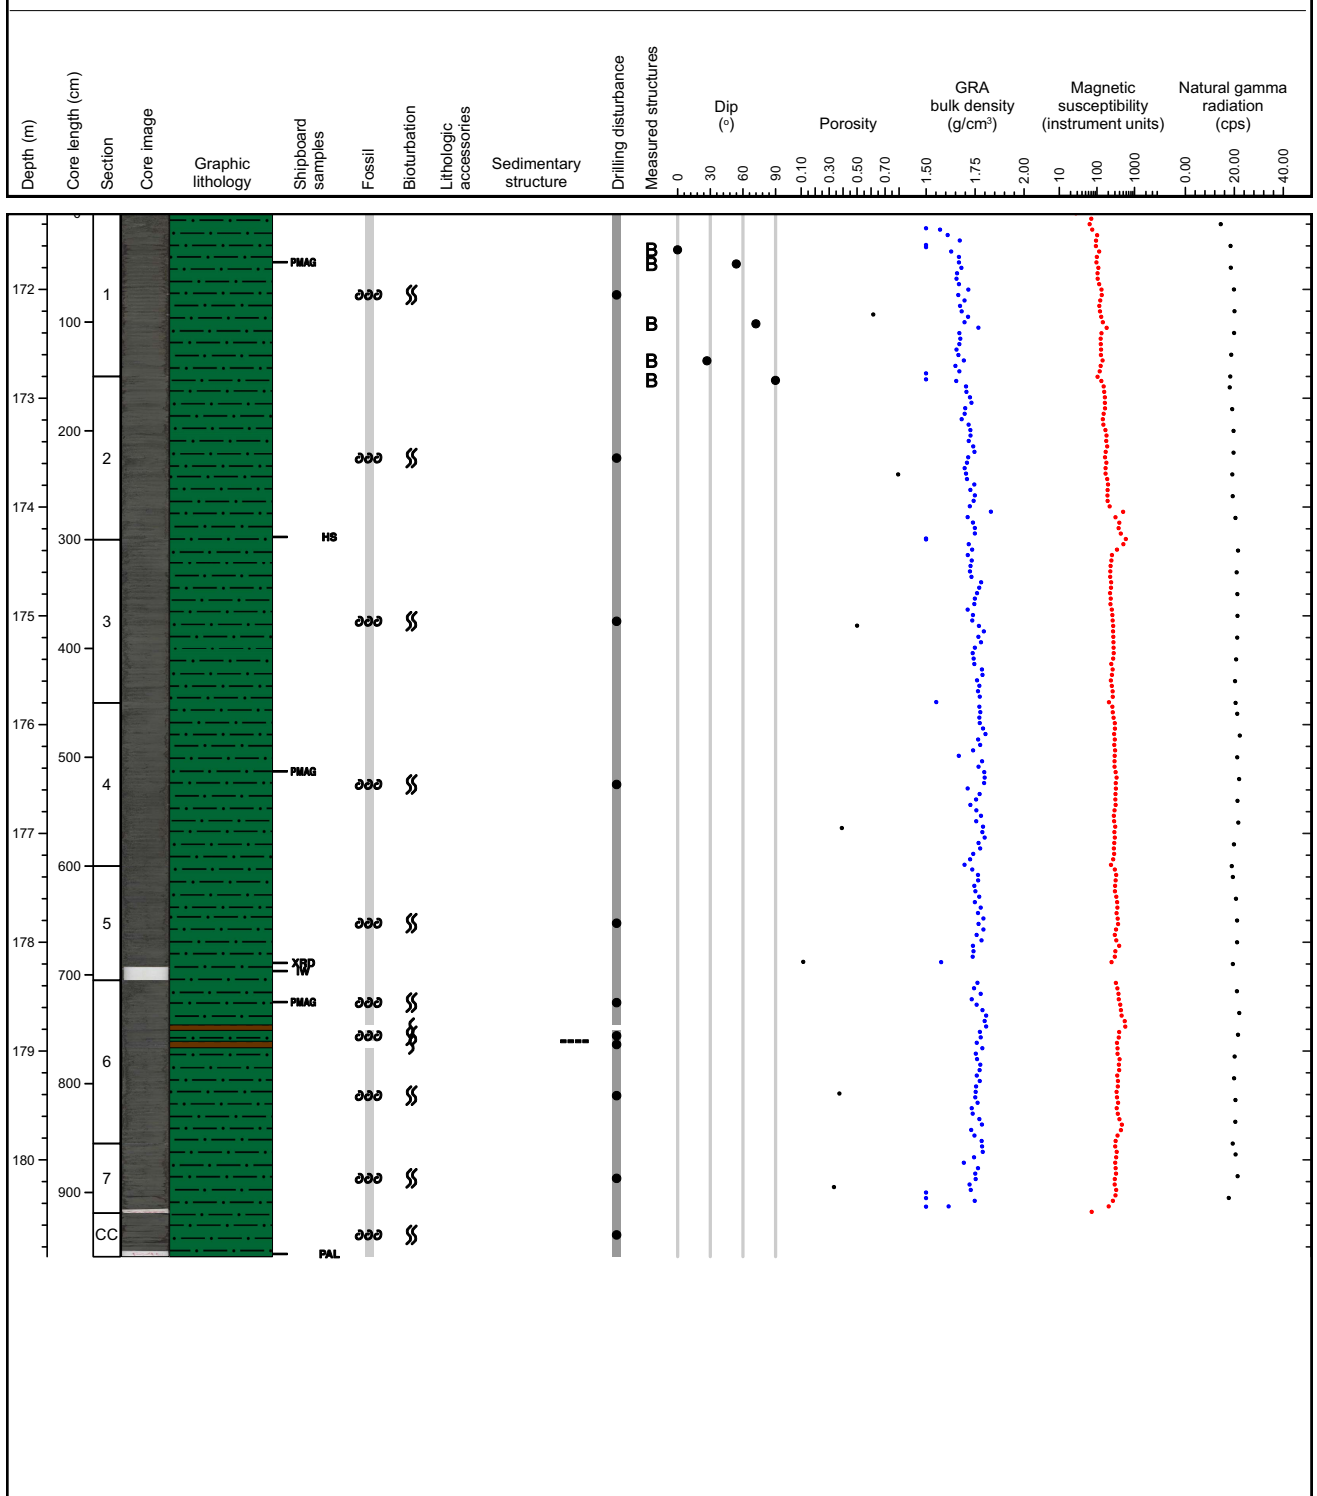 Depth (m)
Core length (cm)
Section
Core image
Graphic
lithology
Shipboard
samples
Fossil
Bioturbation
Lithologic
accessories
Sedimentary
structure
Drilling disturbance
Measured structures
Dip
(o)
0 30 60 90
Porosity
0.10 0.30 0.50 0.70
GRA
bulk density
(g/cm³)
1.50 1.75 2.00
Magnetic
susceptibility
(instrument units)
10 100 1000
Natural gamma
radiation
(cps)
0.00 20.00 40.00
B
PMAG
B
172
1
100
B
B
B
173
200
2
174
300
HS
175
3
400
176
500
PMAG
4
177
600
5
178
XRD
IW
700
PMAG
179
6
800
180
7
900
CC
PAL